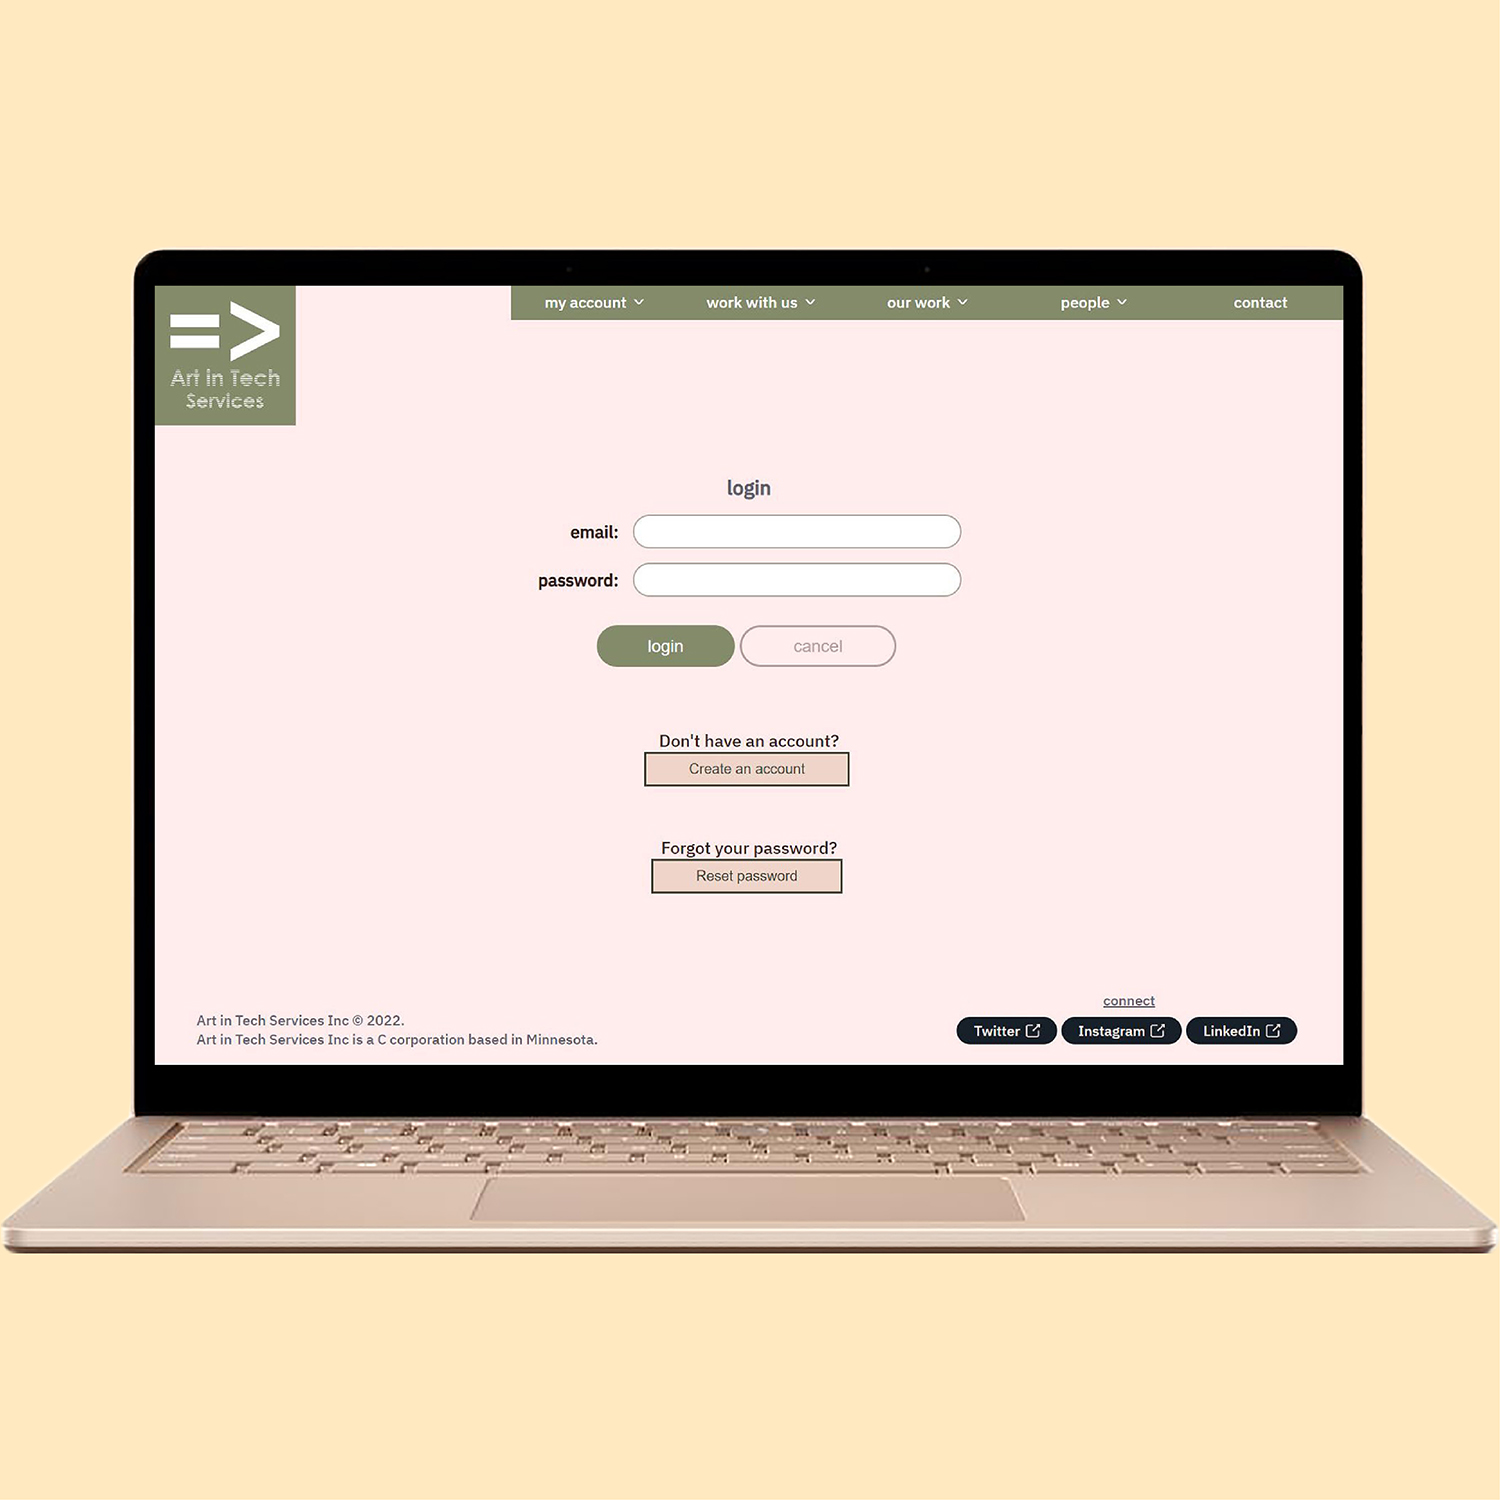 =>
Art in Tech
Services
my account
work with us
our work
people
contact
login
email:
password:
login
cancel
Don't have an account?
Create an account
Forgot your password?
Reset password
connect
Art in Tech Services Inc © 2022.
Art in Tech Services Inc is a C corporation based in Minnesota.
Twitter
Instagram
LinkedIn